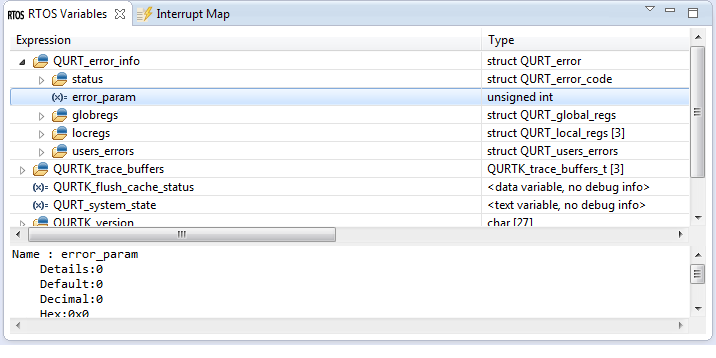 RTOS RTOS Variables Interrupt Map
Expression Type
QURT_error_info struct QURT_error
status struct QURT_error_code
(x)= error_param unsigned int
globregs struct QURT_global_regs
locregs struct QURT_local_regs [3]
users_errors struct QURT_users_errors
QURTK_trace_buffers QURTK_trace_buffers_t [3]
(x)= QURTK_flush_cache_status <data variable, no debug info>
(x)= QURT_system_state <text variable, no debug info>
QURTK_version char [27]
Name : error_param
Details:0
Default:0
Decimal:0
Hex:0x0